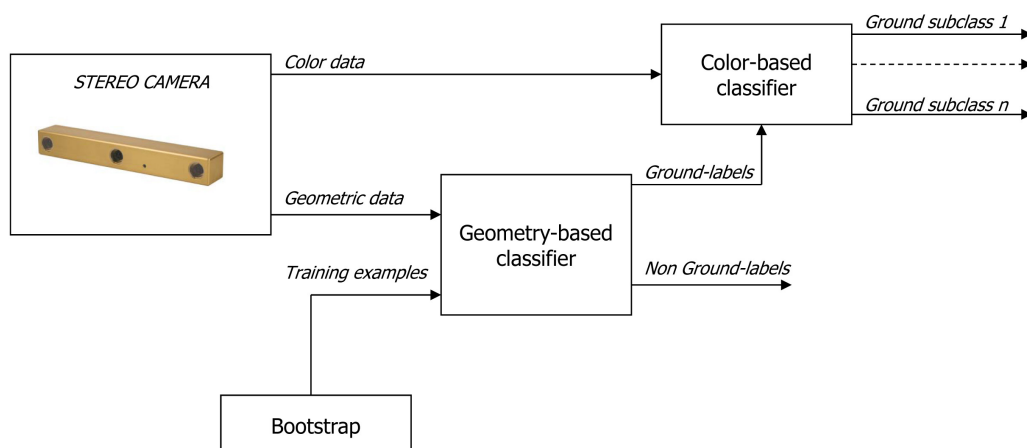 Ground subclass 1
Color data
STEREO CAMERA
Color-based
classifier
Ground subclass n
Ground-labels
Geometric data
Geometry-based
classifier
Training examples
Non Ground-labels
Bootstrap